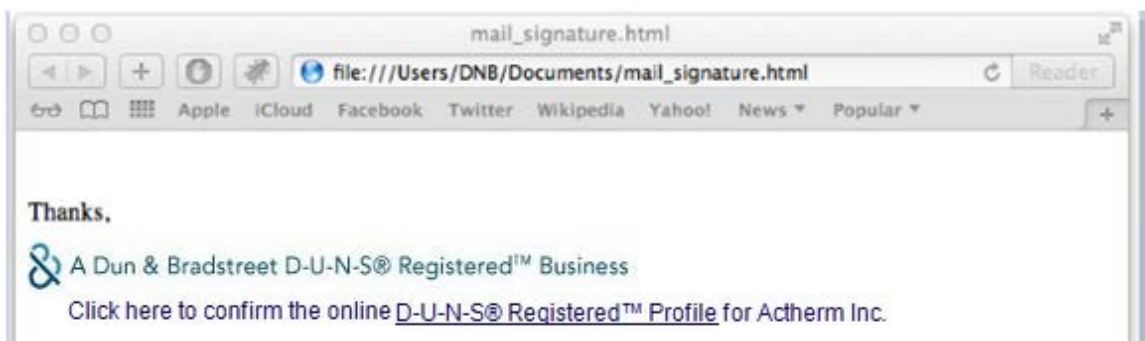 mail_signature.html
file:///Users/DNB/Documents/mail_signature.html Reader
Apple iCloud Facebook Twitter Wikipedia Yahoo! News Popular
Thanks,
A Dun & Bradstreet D-U-N-S® Registered™ Business
Click here to confirm the online D-U-N-S® Registered™ Profile for Actherm Inc.